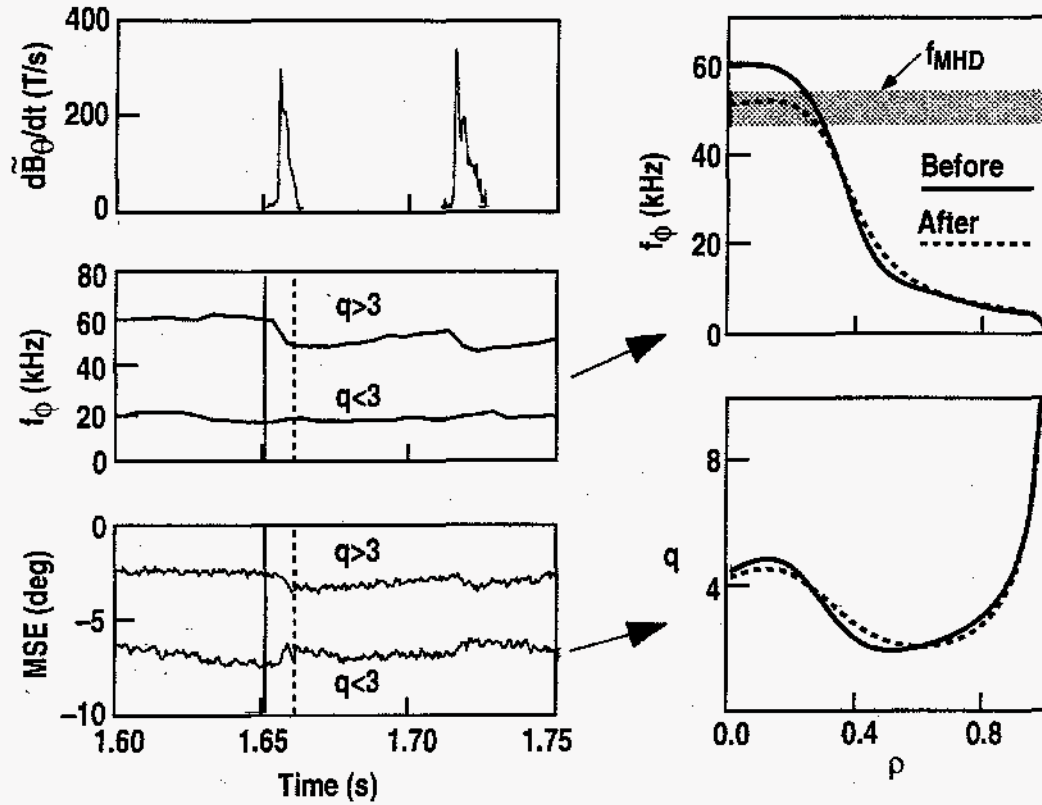 400
200
0
dB̃θ/dt (T/s)
80
60
40
20
0
fϕ (kHz)
q>3
q<3
0
−5
−10
MSE (deg)
q>3
q<3
1.60
1.65
1.70
1.75
Time (s)
60
40
20
0
fϕ (kHz)
fMHD
Before
After
8
4
q
0.0
0.4
0.8
ρ